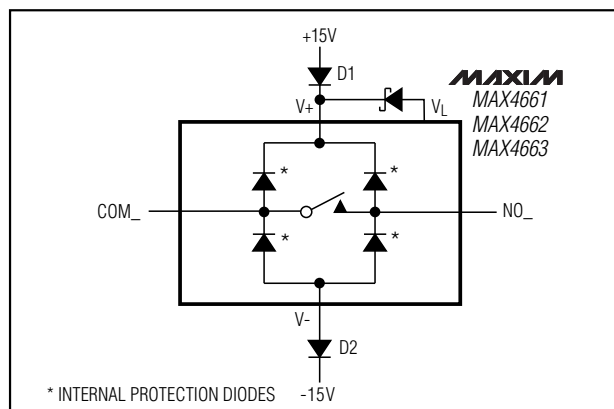 +15V
D1
MAXIM
V+
VL
MAX4661
MAX4662
MAX4663
*
*
COM_
NO_
*
*
V-
D2
* INTERNAL PROTECTION DIODES
-15V